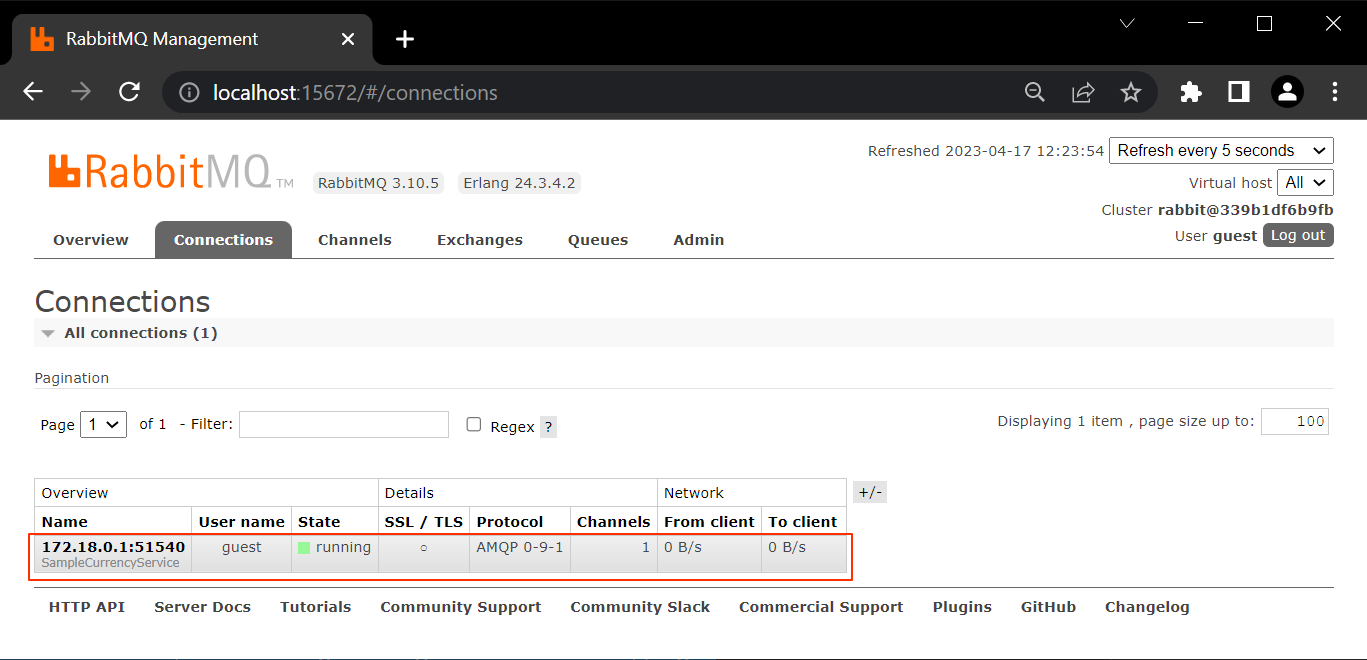 RabbitMQ Management
localhost:15672/#/connections
Refreshed 2023-04-17 12:23:54 Refresh every 5 seconds
RabbitMQ TM RabbitMQ 3.10.5 Erlang 24.3.4.2
Virtual host All
Cluster rabbit@339b1df6b9fb
User guest Log out
Overview Connections Channels Exchanges Queues Admin
Connections
All connections (1)
Pagination
Page 1 of 1 - Filter: Regex ? Displaying 1 item , page size up to: 100
Overview Details Network +/-
Name User name State SSL / TLS Protocol Channels From client To client
172.18.0.1:51540 guest running ○ AMQP 0-9-1 1 0 B/s 0 B/s
SampleCurrencyService
HTTP API Server Docs Tutorials Community Support Community Slack Commercial Support Plugins GitHub Changelog